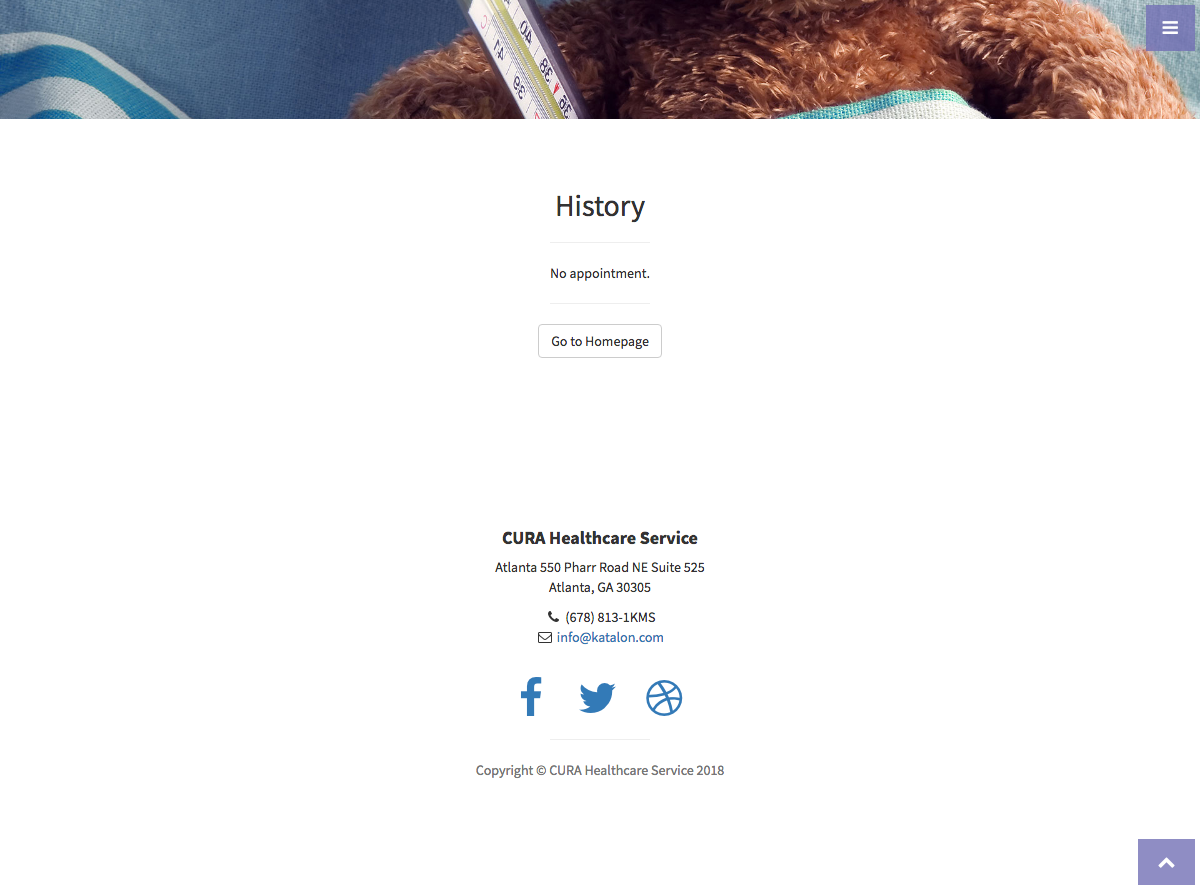 History
No appointment.
Go to Homepage
CURA Healthcare Service
Atlanta 550 Pharr Road NE Suite 525
Atlanta, GA 30305
(678) 813-1KMS
info@katalon.com
Copyright © CURA Healthcare Service 2018